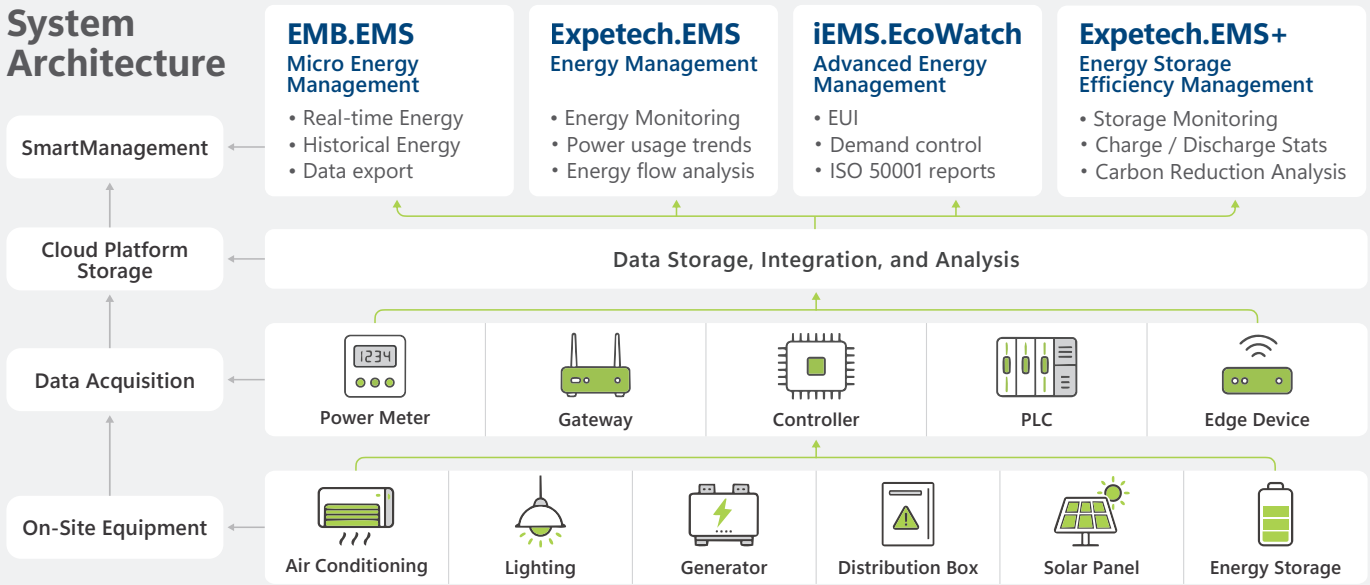 System
Architecture
EMB.EMS
Micro Energy
Management
• Real-time Energy
• Historical Energy
• Data export
Expetech.EMS
Energy Management
• Energy Monitoring
• Power usage trends
• Energy flow analysis
iEMS.EcoWatch
Advanced Energy
Management
• EUI
• Demand control
• ISO 50001 reports
Expetech.EMS+
Energy Storage
Efficiency Management
• Storage Monitoring
• Charge / Discharge Stats
• Carbon Reduction Analysis
SmartManagement
Cloud Platform
Storage
Data Storage, Integration, and Analysis
Data Acquisition
1234
Power Meter
Gateway
Controller
PLC
Edge Device
On-Site Equipment
Air Conditioning
Lighting
Generator
Distribution Box
Solar Panel
Energy Storage